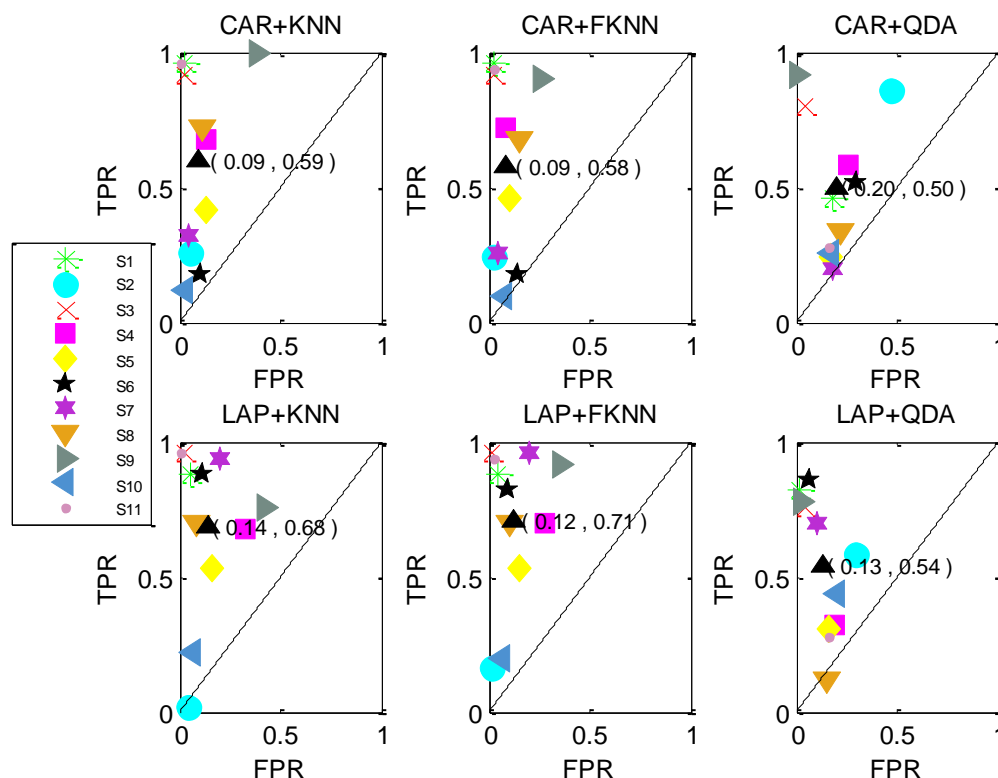 CAR+KNN CAR+FKNN CAR+QDA
1 1 1
( 0.09 , 0.59 ) ( 0.09 , 0.58 ) ( 0.20 , 0.50 )
TPR TPR TPR
0.5 0.5 0.5
0 0 0
0 0.5 1 0 0.5 1 0 0.5 1
FPR FPR FPR
S1
S2
S3
S4
S5
S6
S7
S8
S9
S10
S11
LAP+KNN LAP+FKNN LAP+QDA
1 1 1
( 0.14 , 0.68 ) ( 0.12 , 0.71 ) ( 0.13 , 0.54 )
TPR TPR TPR
0.5 0.5 0.5
0 0 0
0 0.5 1 0 0.5 1 0 0.5 1
FPR FPR FPR